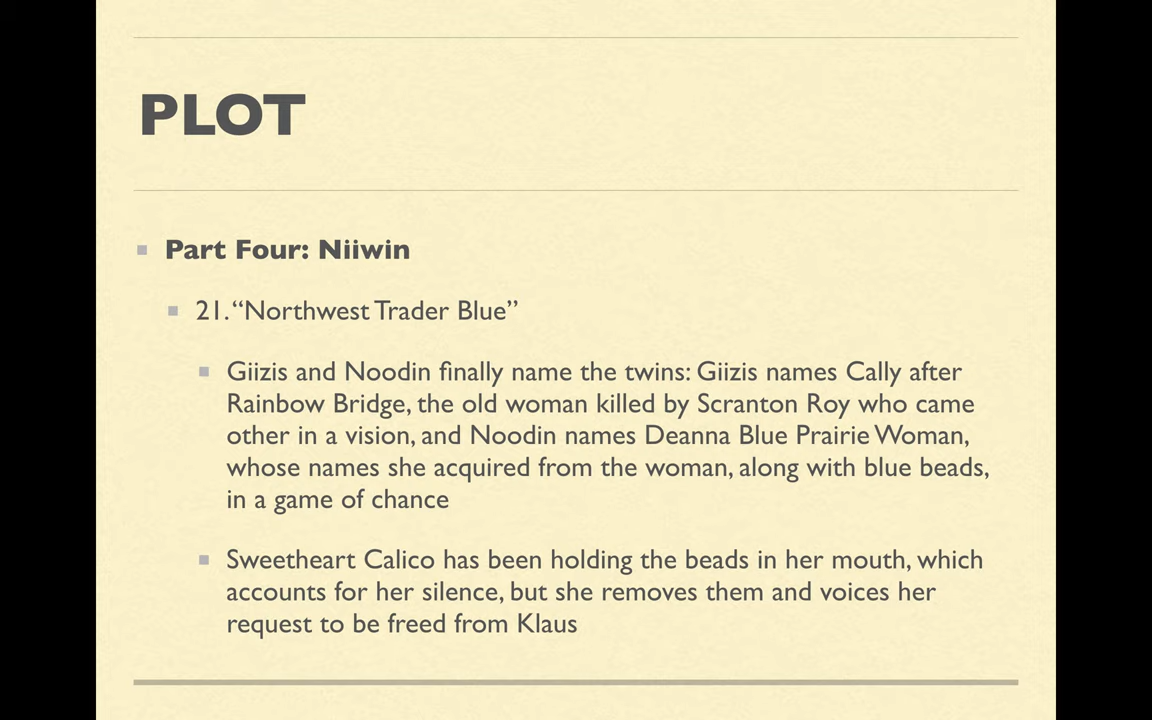 PLOT
Part Four: Niiwin
21. “Northwest Trader Blue”
Giizis and Noodin finally name the twins: Giizis names Cally after
Rainbow Bridge, the old woman killed by Scranton Roy who came
other in a vision, and Noodin names Deanna Blue Prairie Woman,
whose names she acquired from the woman, along with blue beads,
in a game of chance
Sweetheart Calico has been holding the beads in her mouth, which
accounts for her silence, but she removes them and voices her
request to be freed from Klaus